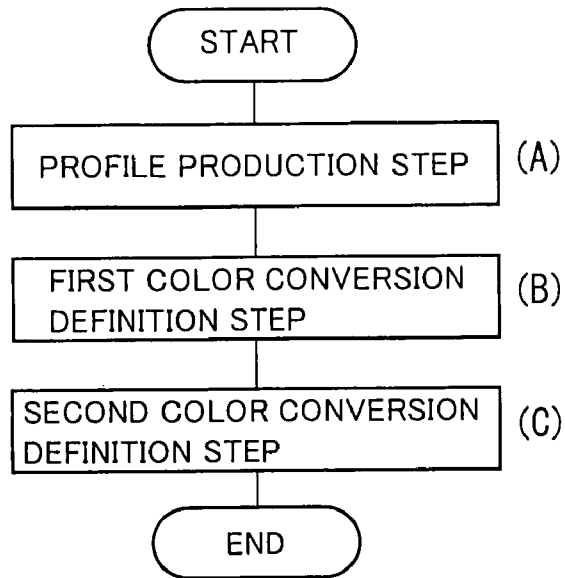 START
PROFILE PRODUCTION STEP (A)
FIRST COLOR CONVERSION
DEFINITION STEP
(B)
SECOND COLOR CONVERSION
DEFINITION STEP
(C)
END